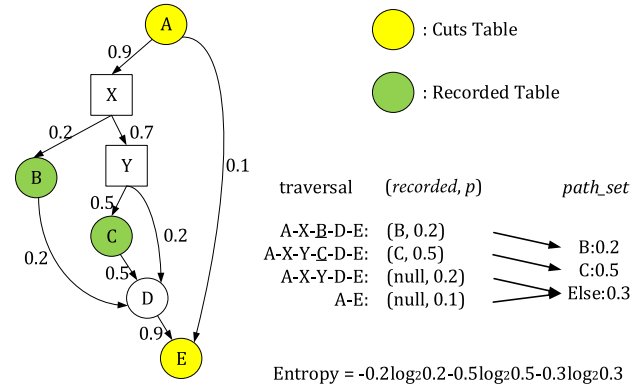 A
: Cuts Table
0.9
X
: Recorded Table
0.2
0.7
B
Y
0.1
0.5
0.2
C
0.2
0.5
D
0.9
E
traversal (recorded, p) path_set
A-X-B-D-E: (B, 0.2)
A-X-Y-C-D-E: (C, 0.5)
A-X-Y-D-E: (null, 0.2)
A-E: (null, 0.1)
B:0.2
C:0.5
Else:0.3
Entropy = -0.2log₂0.2-0.5log₂0.5-0.3log₂0.3